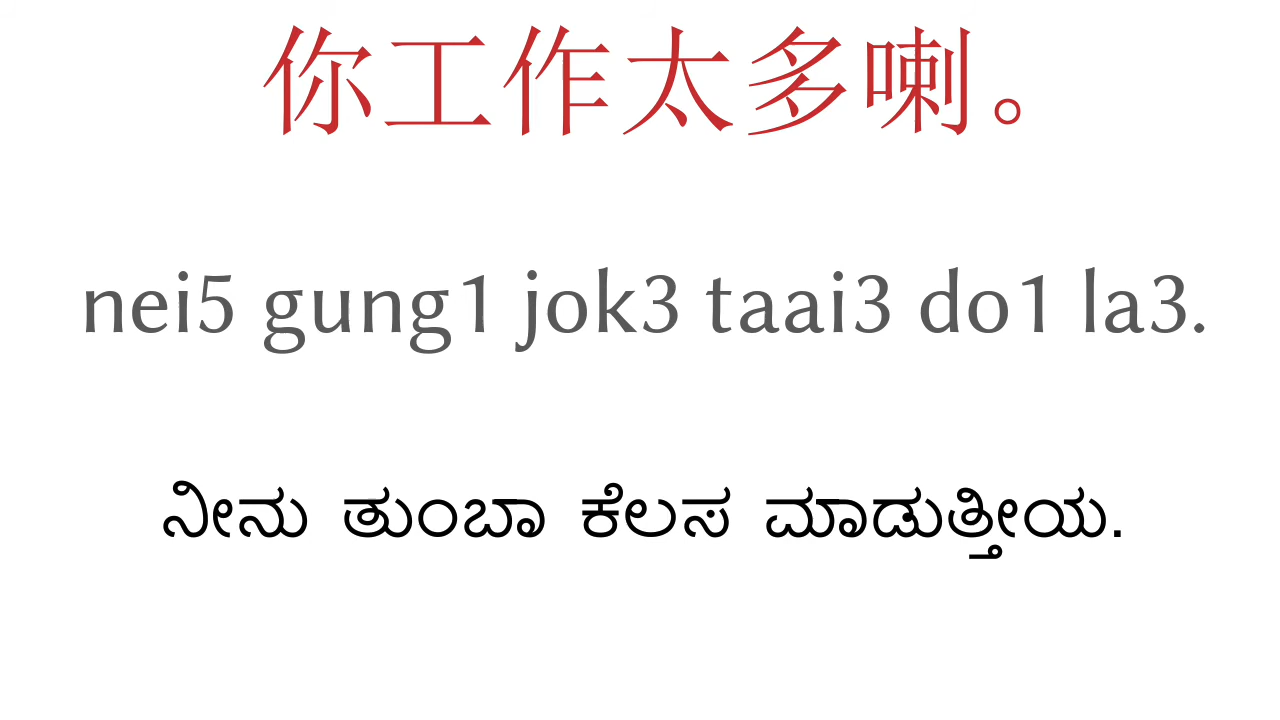 你工作太多喇。
nei5 gung1 jok3 taai3 do1 la3.
ನೀನು ತುಂಬಾ ಕೆಲಸ ಮಾಡುತ್ತೀಯ.